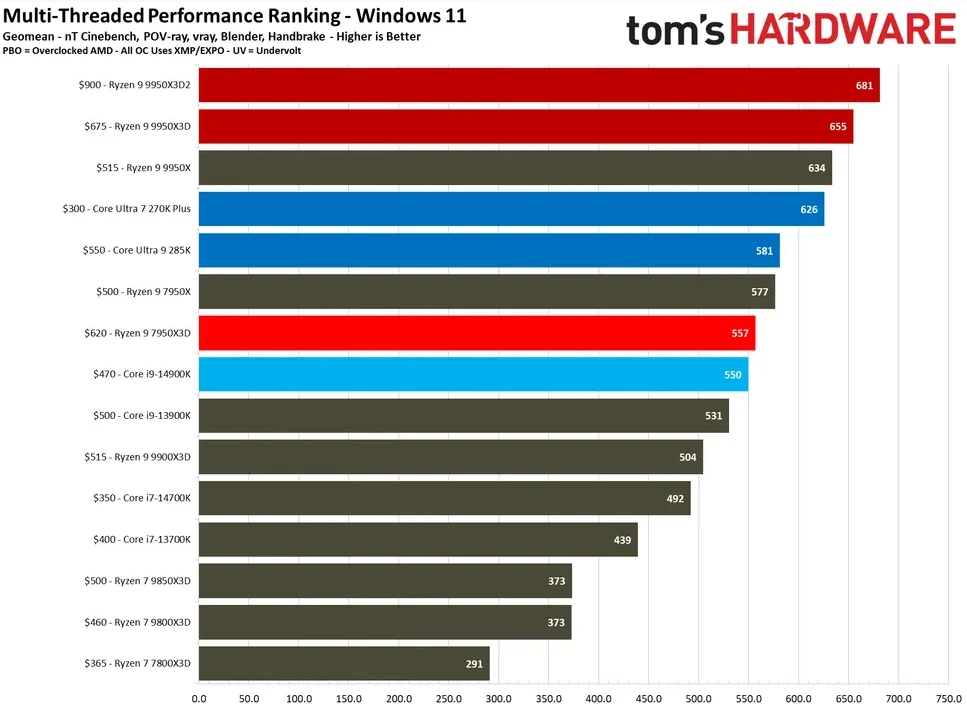 Multi-Threaded Performance Ranking - Windows 11
Geomean - nT Cinebench, POV-ray, vray, Blender, Handbrake - Higher is Better
PBO = Overclocked AMD - All OC Uses XMP/EXPO - UV = Undervolt
tom's HARDWARE
$900 - Ryzen 9 9950X3D2 681
$675 - Ryzen 9 9950X3D 655
$515 - Ryzen 9 9950X 634
$300 - Core Ultra 7 270K Plus 626
$550 - Core Ultra 9 285K 581
$500 - Ryzen 9 7950X 577
$620 - Ryzen 9 7950X3D 557
$470 - Core i9-14900K 550
$500 - Core i9-13900K 531
$515 - Ryzen 9 9900X3D 504
$350 - Core i7-14700K 492
$400 - Core i7-13700K 439
$500 - Ryzen 7 9850X3D 373
$460 - Ryzen 7 9800X3D 373
$365 - Ryzen 7 7800X3D 291
0.0 50.0 100.0 150.0 200.0 250.0 300.0 350.0 400.0 450.0 500.0 550.0 600.0 650.0 700.0 750.0